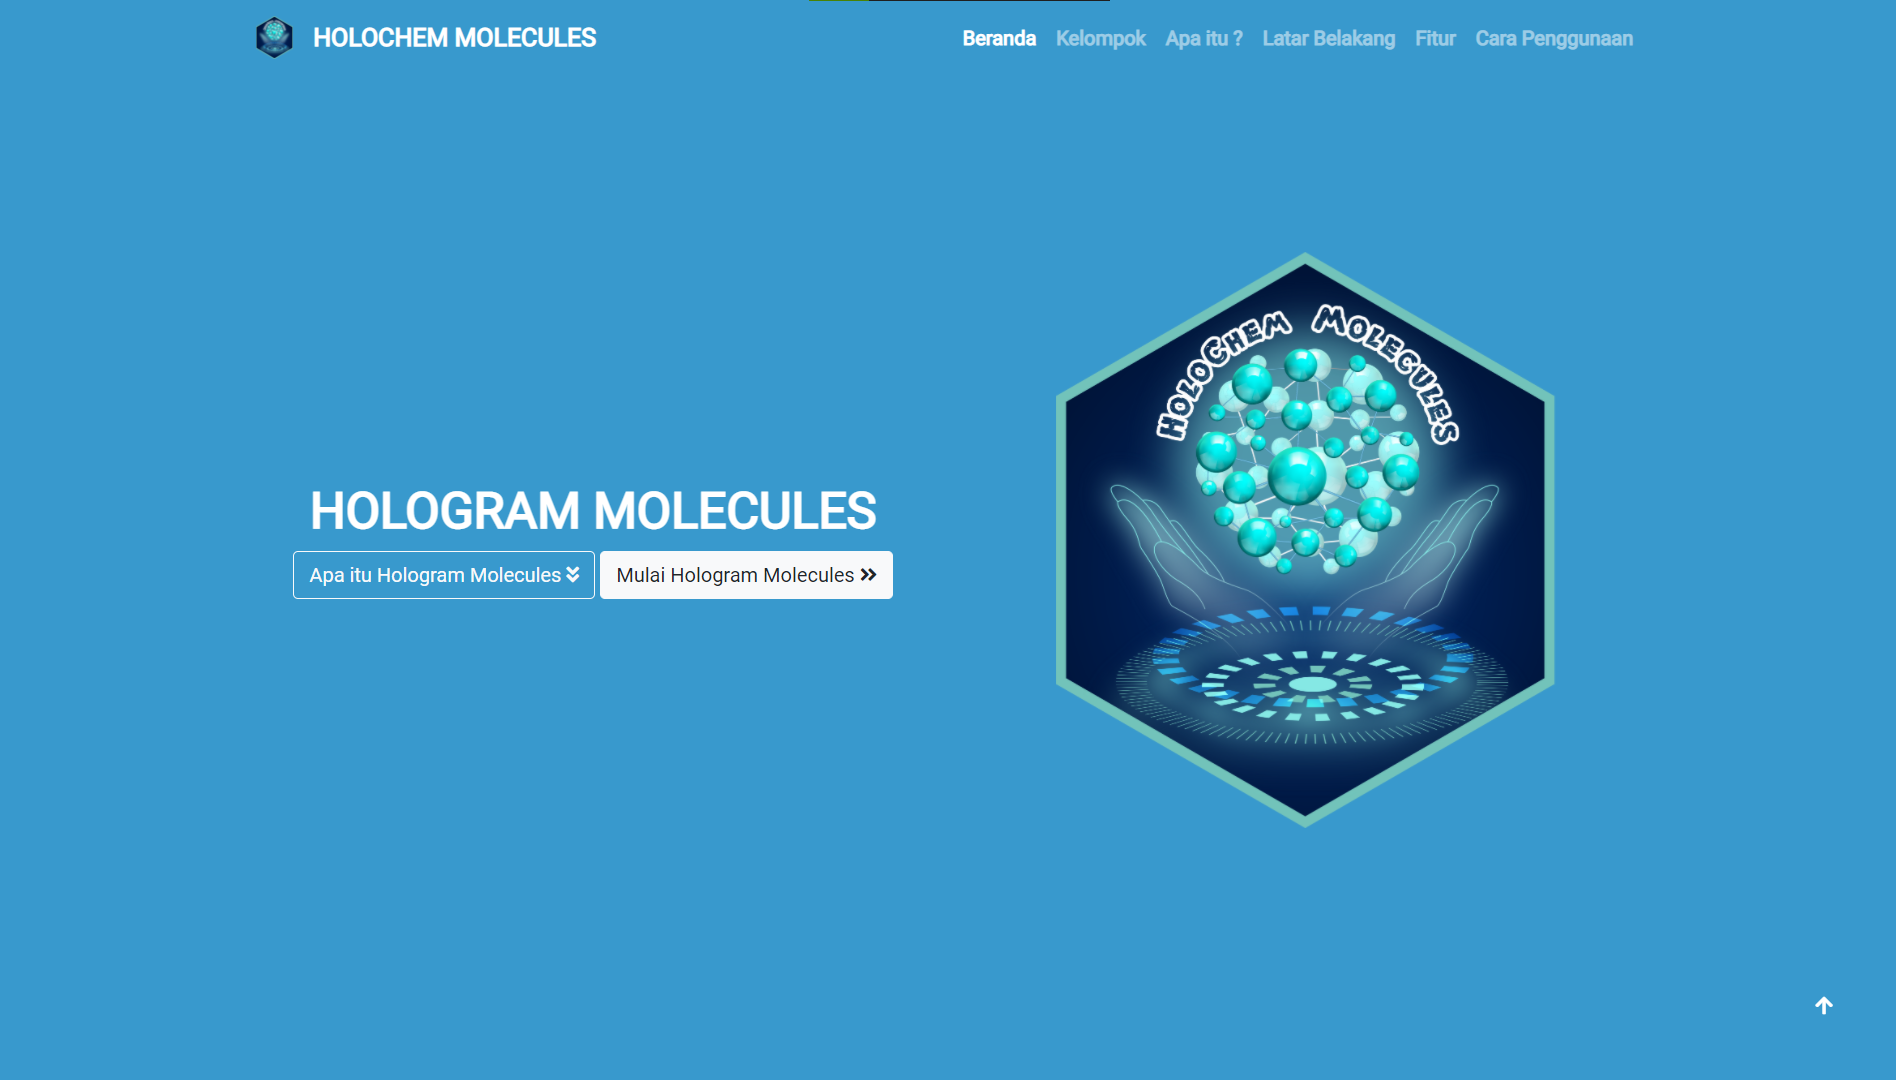 HOLOCHEM MOLECULES
Beranda Kelompok Apa itu ? Latar Belakang Fitur Cara Penggunaan
HoloChem Molecules
HOLOGRAM MOLECULES
Apa itu Hologram Molecules
Mulai Hologram Molecules